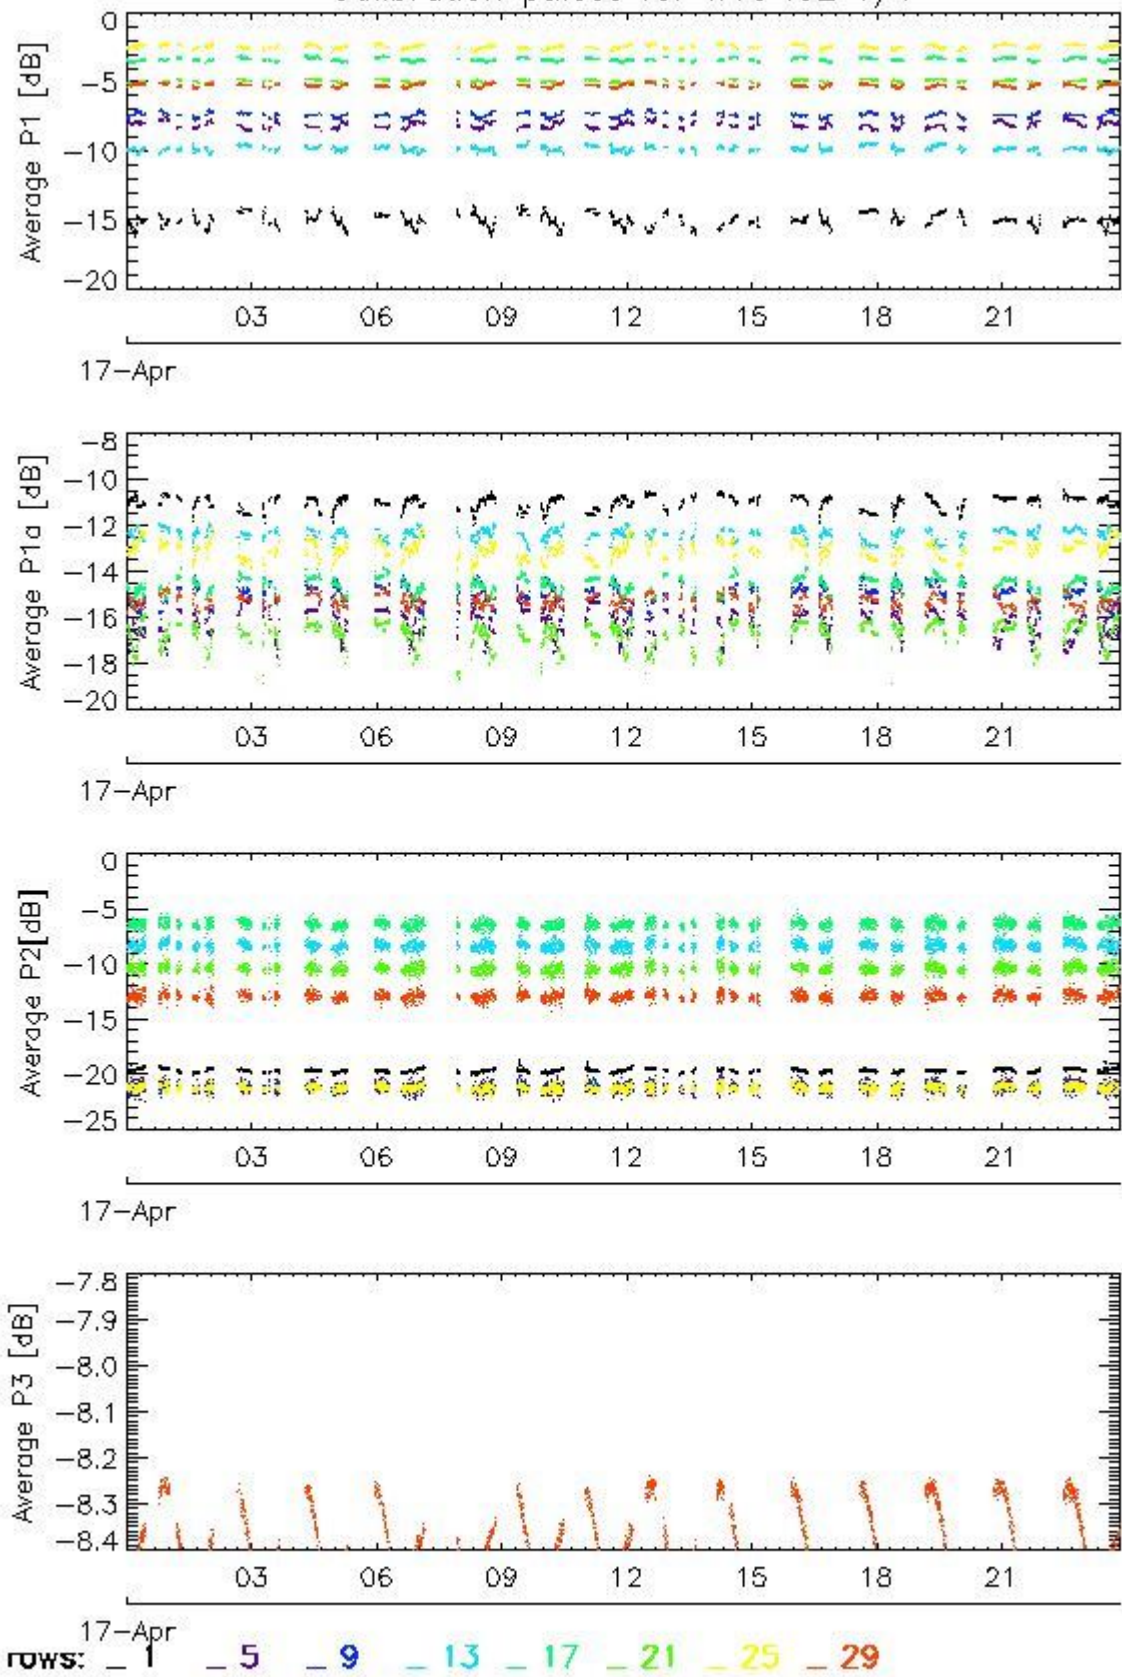 pulses for
0
-5
-10
-15
-20
Average P1 [dB]
03 06 09 12 15 18 21
17-Apr
-8
-10
-12
-14
-16
-18
-20
Average P1a [dB]
03 06 09 12 15 18 21
17-Apr
0
-5
-10
-15
-20
-25
Average P2[dB]
03 06 09 12 15 18 21
17-Apr
-7.8
-7.9
-8.0
-8.1
-8.2
-8.3
-8.4
Average P3 [dB]
03 06 09 12 15 18 21
17-Apr
rows: _ 1 _ 5 _ 9 _ 13 _ 17 _ 21 _ 25 _ 29